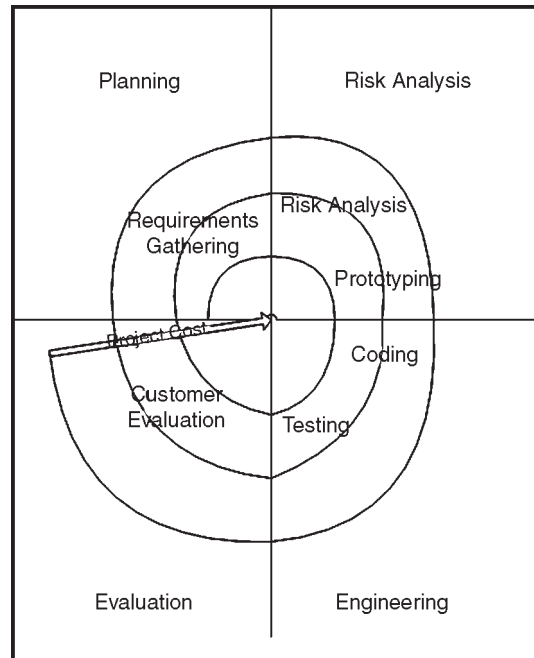 Planning
Risk Analysis
Requirements
Gathering
Risk Analysis
Prototyping
Project Cost
Coding
Customer
Evaluation
Testing
Evaluation
Engineering